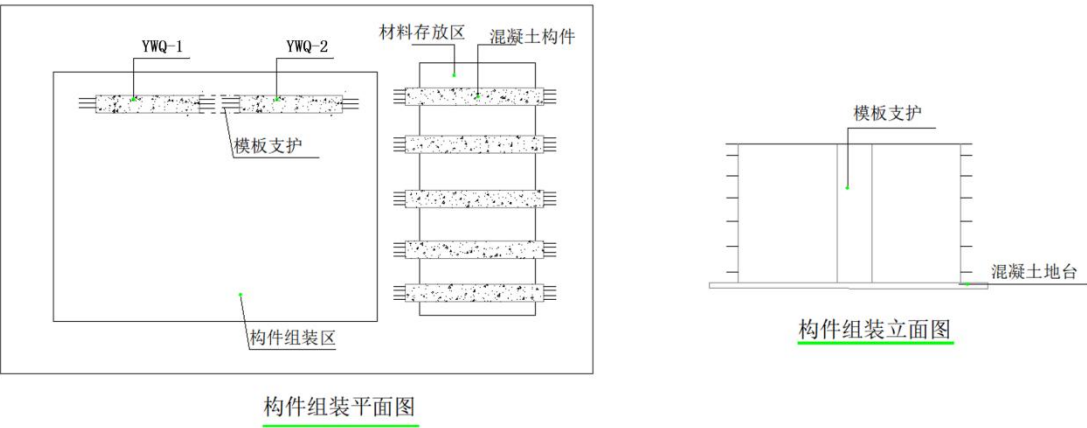 YWQ-1
YWQ-2
材料存放区
混凝土构件
模板支护
构件组装区
构件组装平面图
模板支护
混凝土地台
构件组装立面图